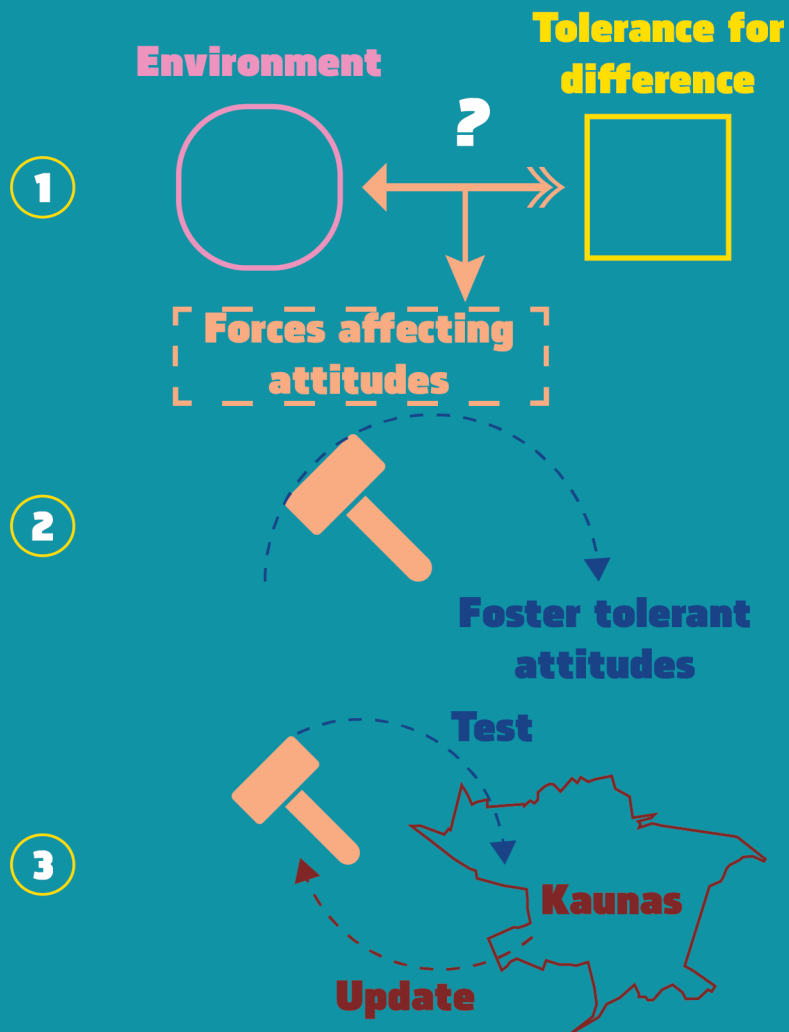 Environment
Tolerance for
difference
?
1
Forces affecting
attitudes
2
Foster tolerant
attitudes
Test
3
Kaunas
Update